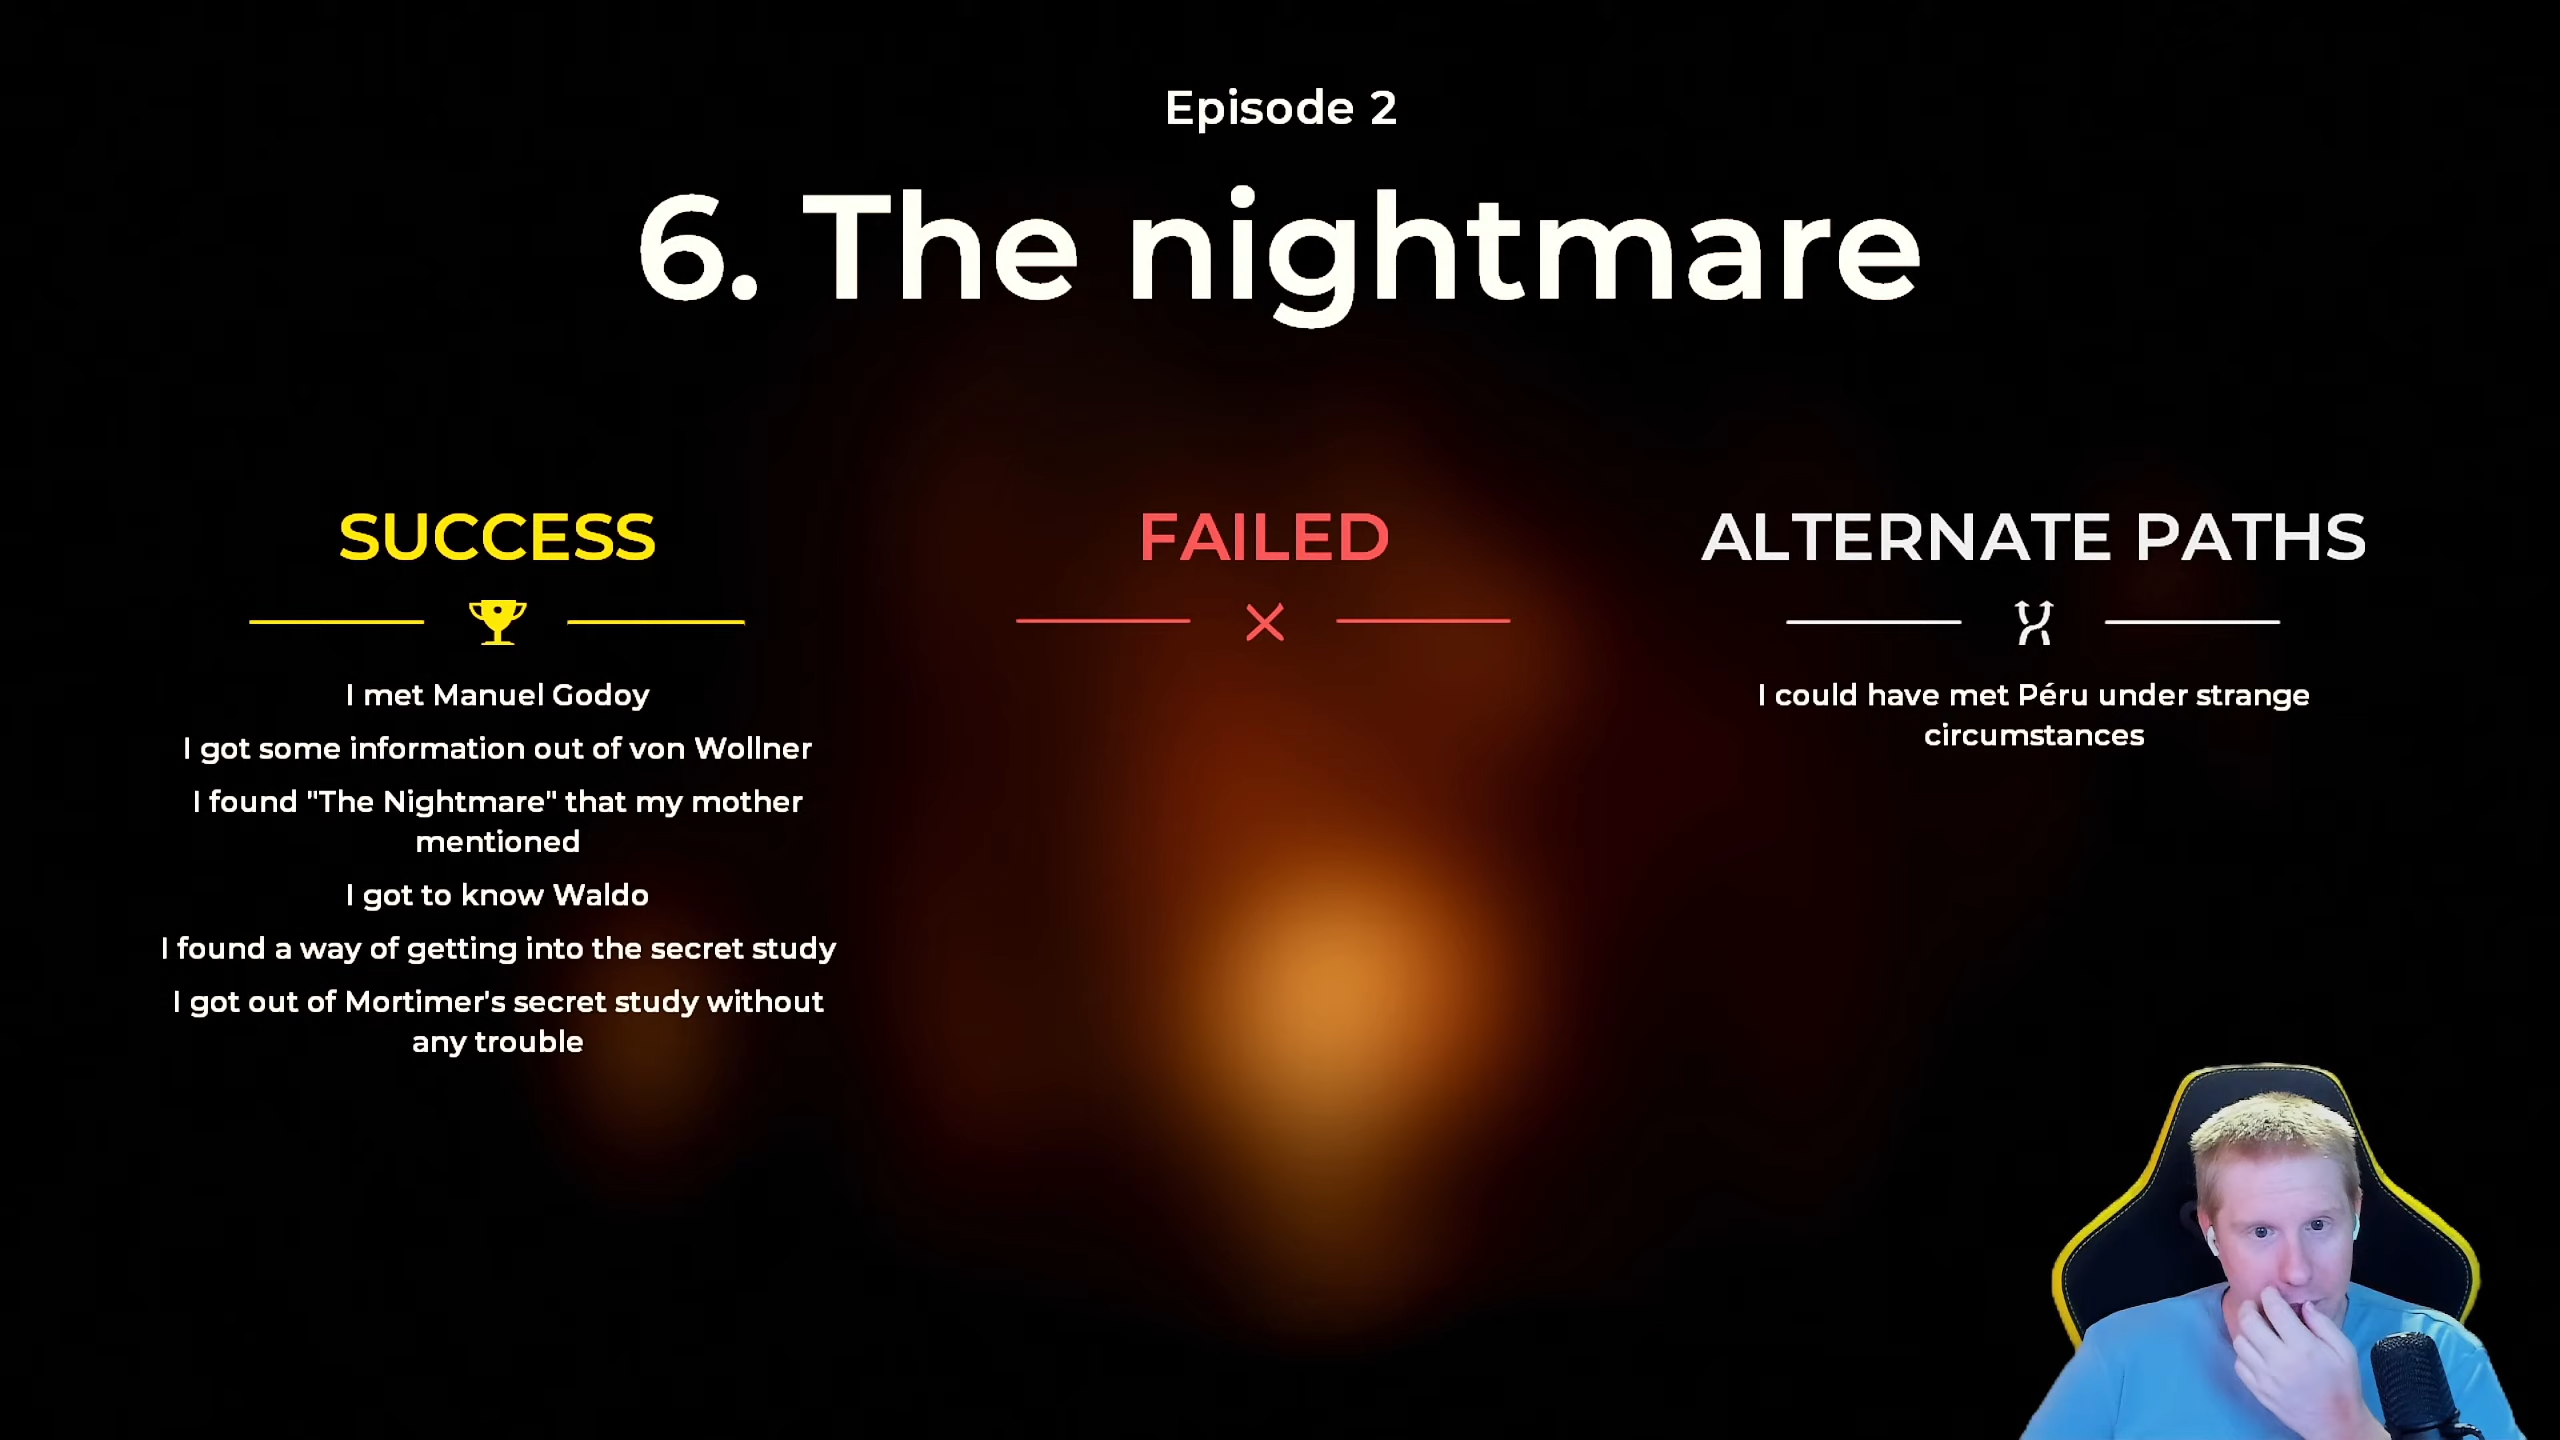 Episode 2
6. The nightmare
SUCCESS
I met Manuel Godoy
I got some information out of von Wollner
I found "The Nightmare" that my mother
mentioned
I got to know Waldo
I found a way of getting into the secret study
I got out of Mortimer's secret study without
any trouble
FAILED
ALTERNATE PATHS
I could have met Péru under strange
circumstances